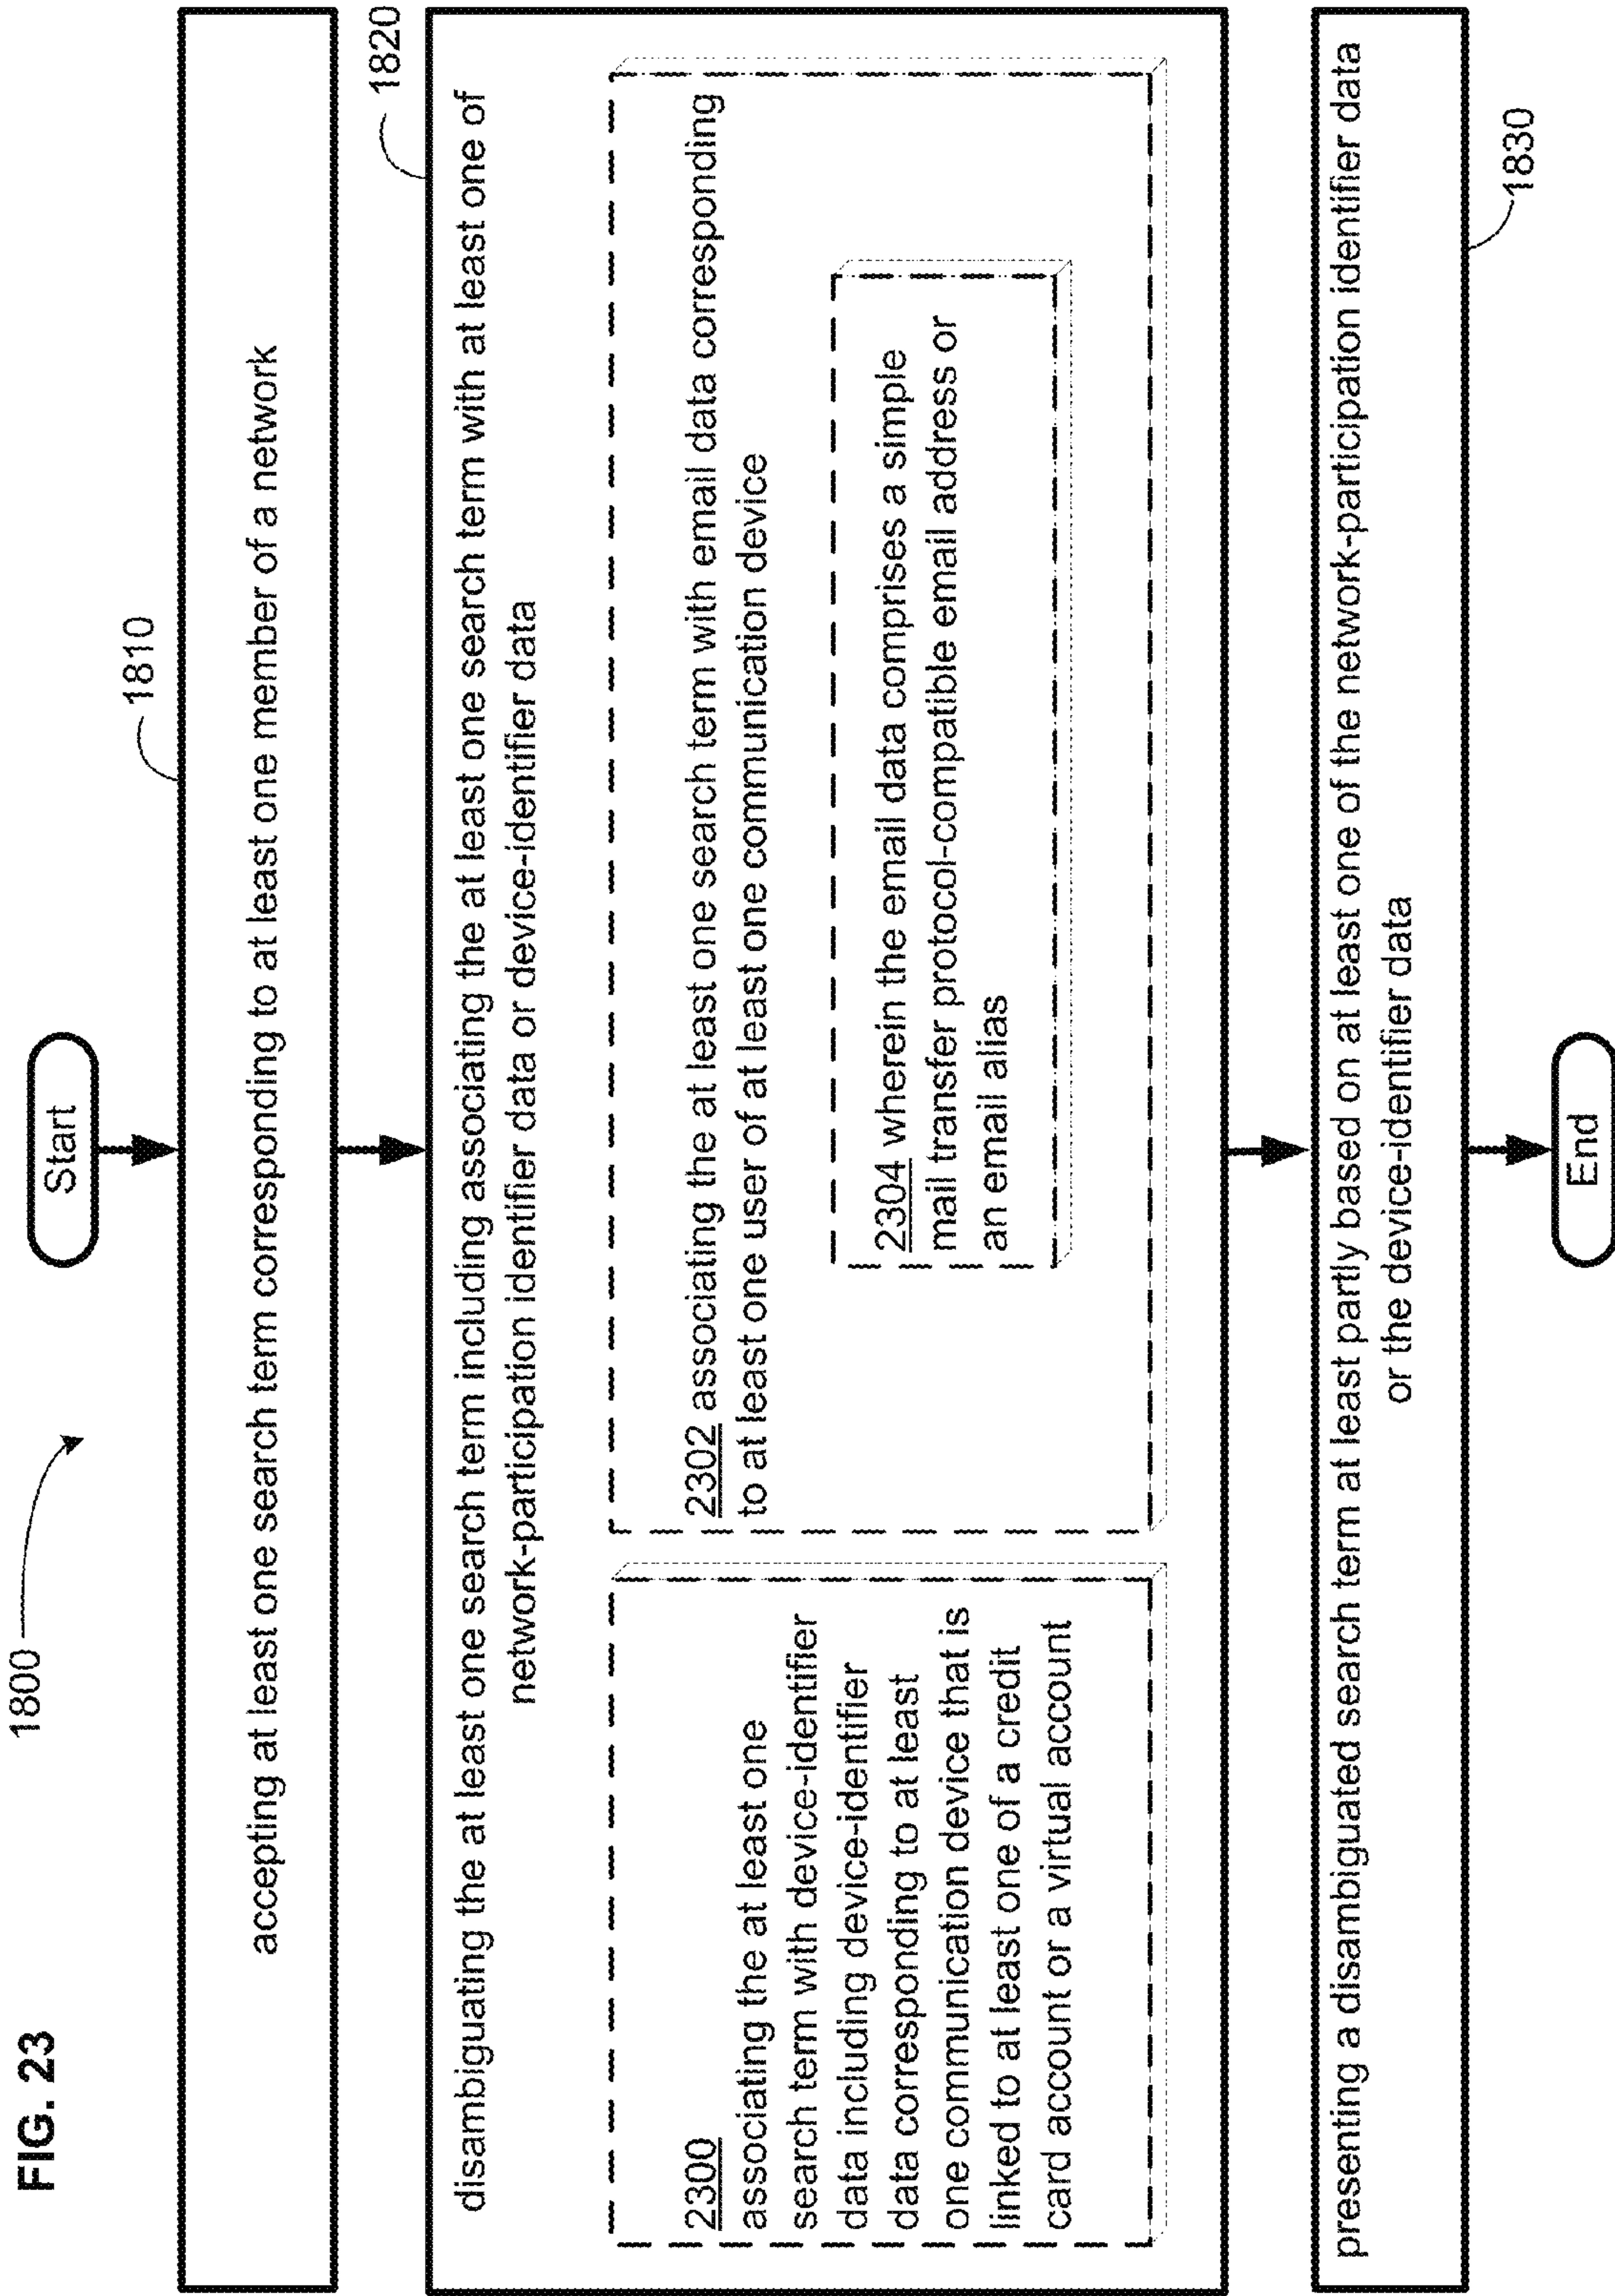 FIG. 23
1800
Start
1810
accepting at least one search term corresponding to at least one member of a network
1820
disambiguating the at least one search term including associating the at least one search term with at least one of
network-participation identifier data or device-identifier data
2300
associating the at least one
search term with device-identifier
data including device-identifier
data corresponding to at least
one communication device that is
linked to at least one of a credit
card account or a virtual account
2302 associating the at least one search term with email data corresponding
to at least one user of at least one communication device
2304 wherein the email data comprises a simple
mail transfer protocol-compatible email address or
an email alias
presenting a disambiguated search term at least partly based on at least one of the network-participation identifier data
or the device-identifier data
1830
End